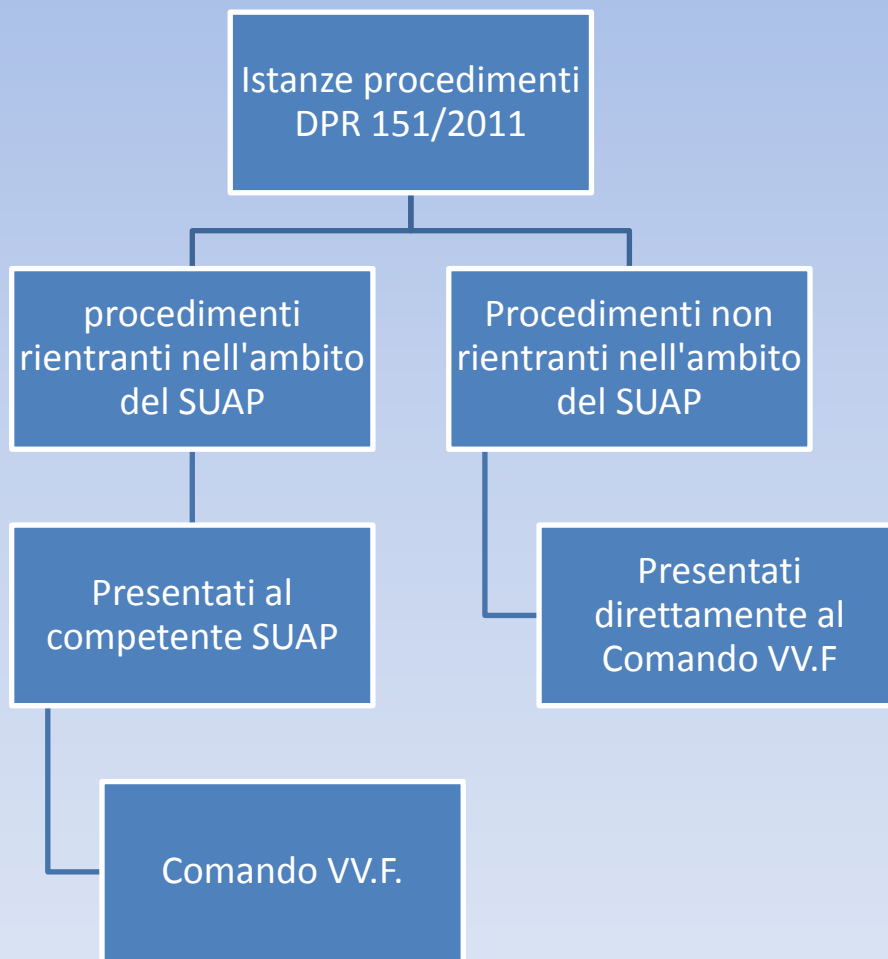 Istanze procedimenti
DPR 151/2011
procedimenti
rientranti nell'ambito
del SUAP
Procedimenti non
rientranti nell'ambito
del SUAP
Presentati al
competente SUAP
Presentati
direttamente al
Comando VV.F
Comando VV.F.